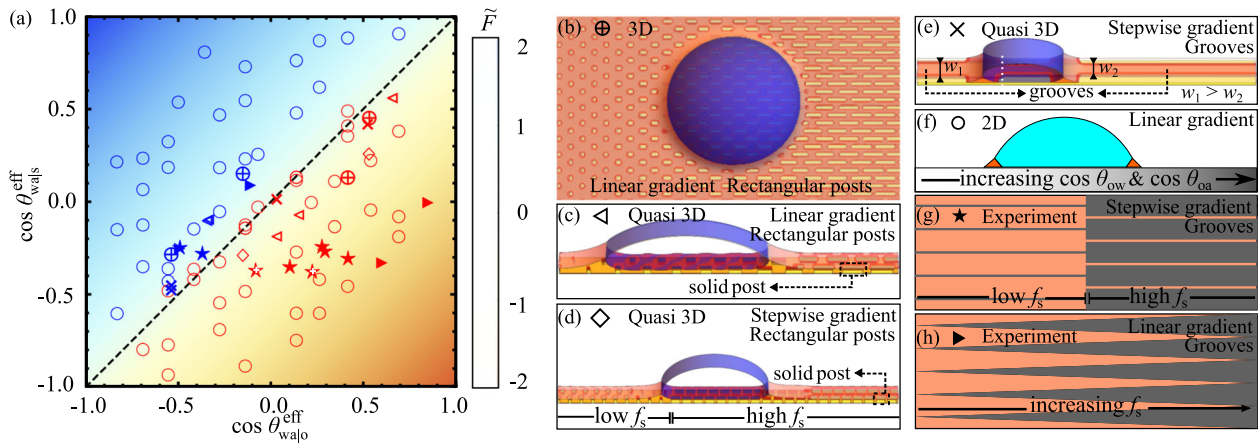 (a)
1.0
0.5
0.0
-0.5
-1.0
cos θ^eff_wa|s
-1.0 -0.5 0.0 0.5 1.0
cos θ^eff_wa|o
F̃
2
1
0
-1
-2
(b) ⊕ 3D
Linear gradient Rectangular posts
(c) ◁ Quasi 3D Linear gradient
Rectangular posts
solid post
(d) ◇ Quasi 3D Stepwise gradient
Rectangular posts
solid post
low f_s high f_s
(e) × Quasi 3D Stepwise gradient
Grooves
w_1 w_2
grooves w_1 > w_2
(f) ○ 2D Linear gradient
increasing cos θ_ow & cos θ_oa
(g) ★ Experiment Stepwise gradient
Grooves
low f_s high f_s
(h) ▶ Experiment Linear gradient
Grooves
increasing f_s